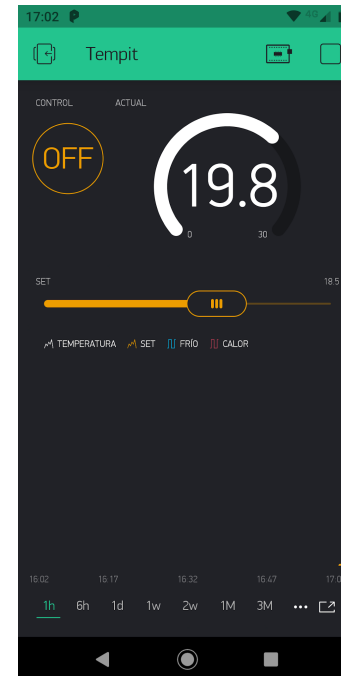 17:02 4G
Tempit
CONTROL ACTUAL
OFF
19.8
0 30
SET 18.5
TEMPERATURA SET FRÍO CALOR
16:02 16:17 16:32 16:47 17:0
1h 6h 1d 1w 2w 1M 3M